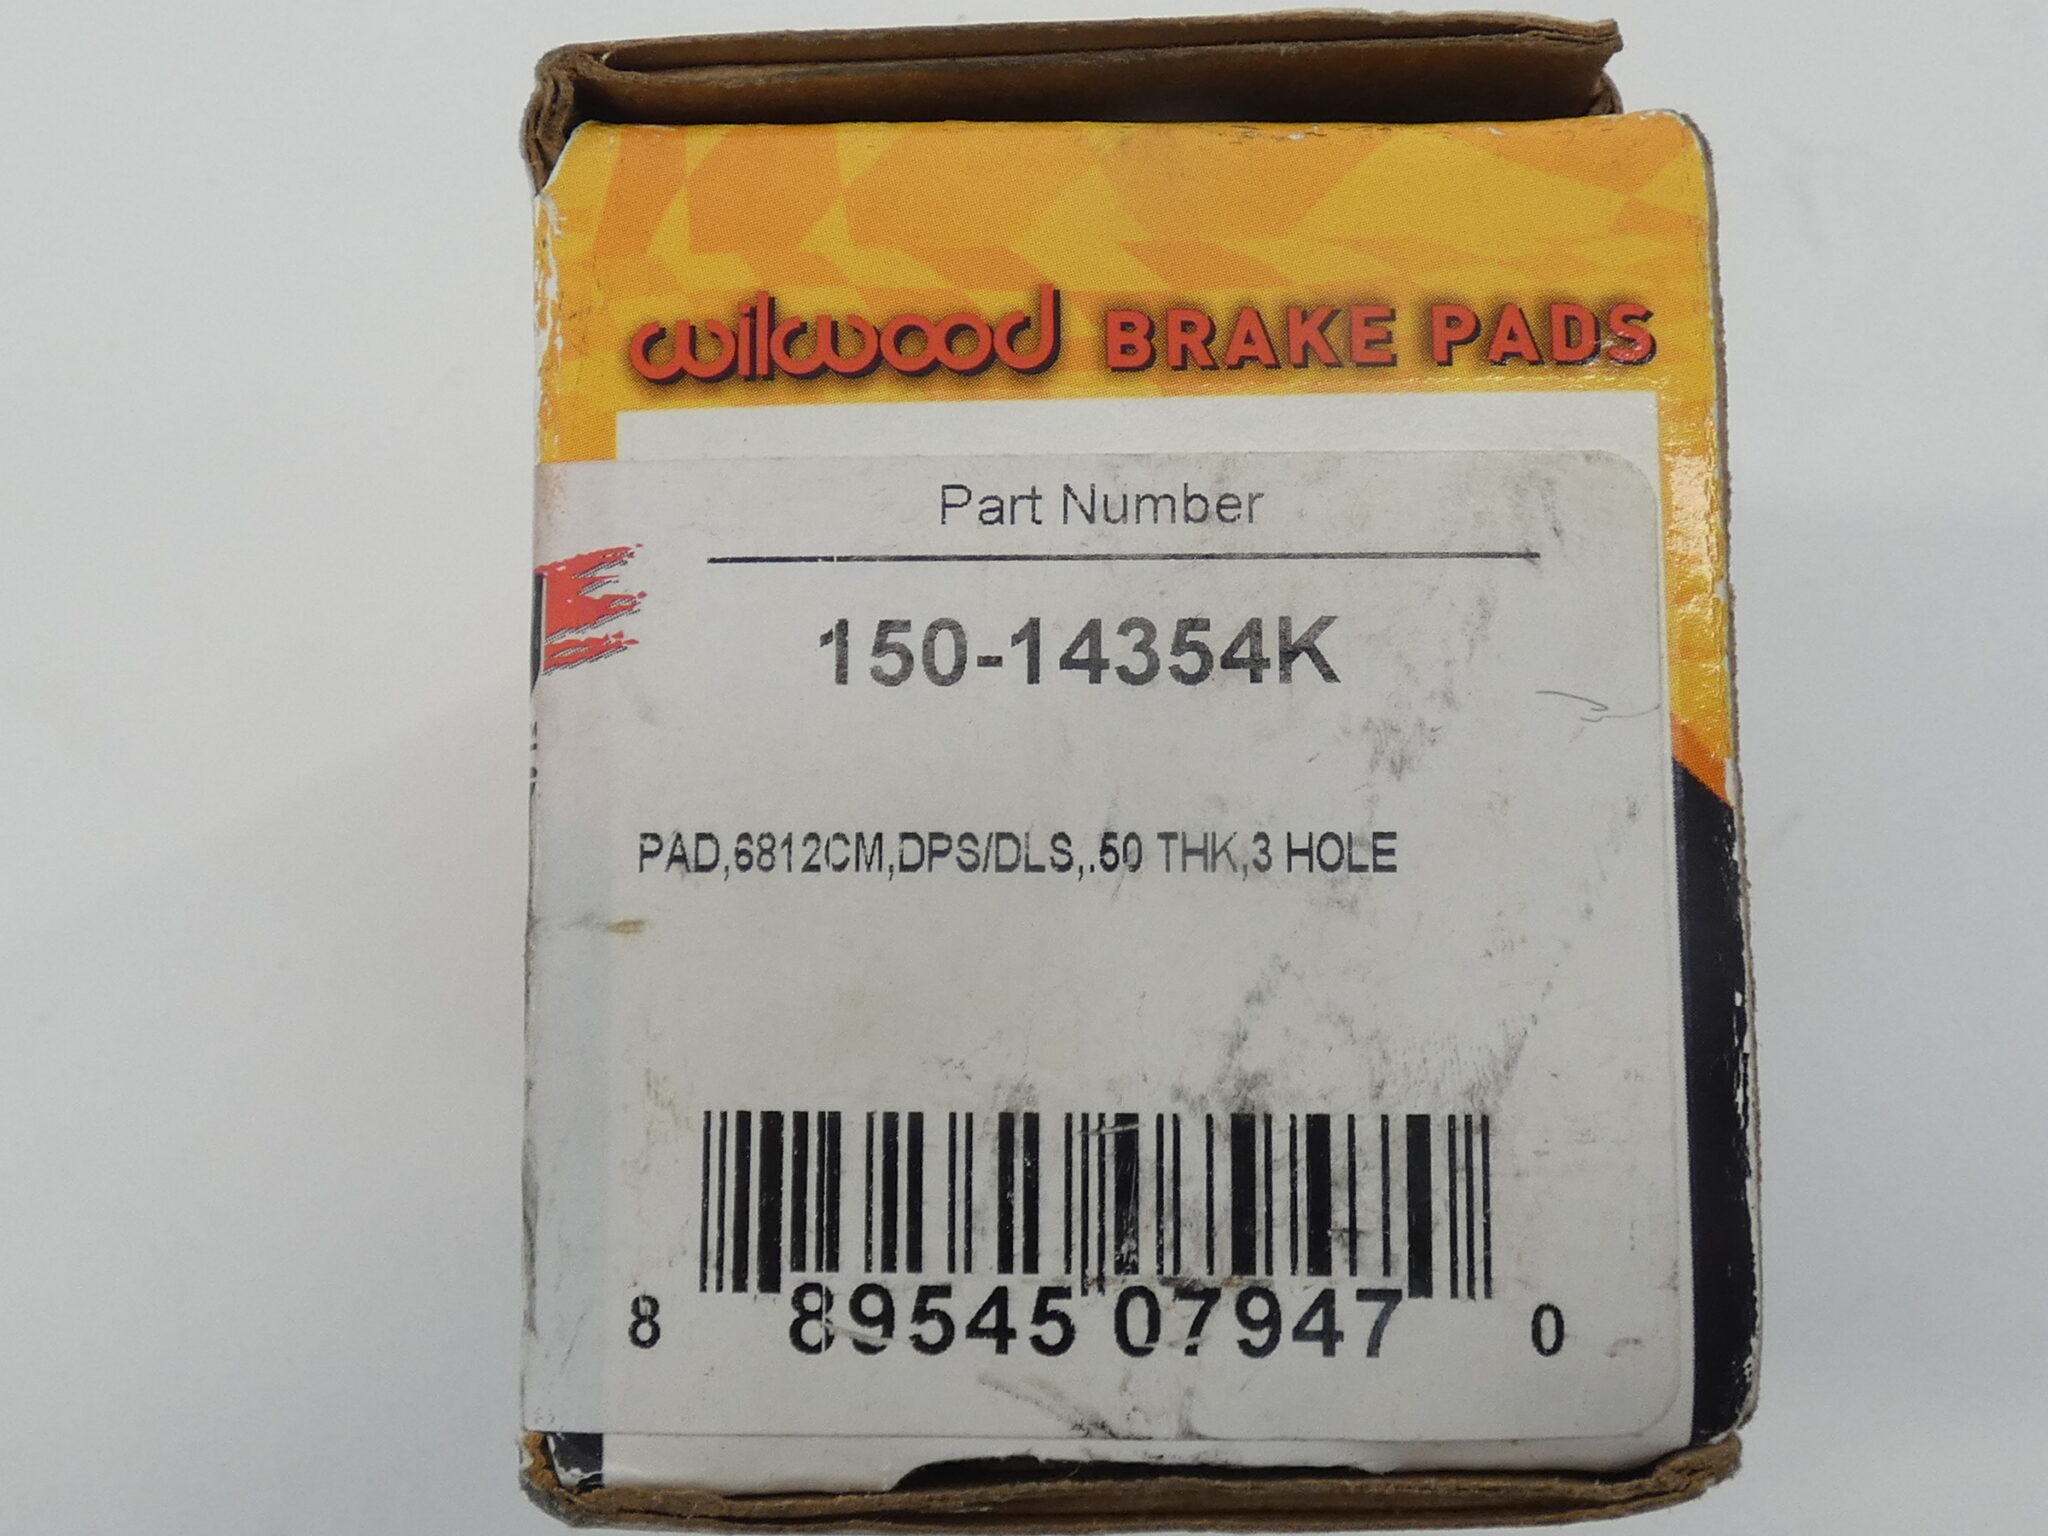 wilwood BRAKE PADS
Part Number
150-14354K
PAD,6812CM,DPS/DLS,.50 THK,3 HOLE
8 89545 07947 0